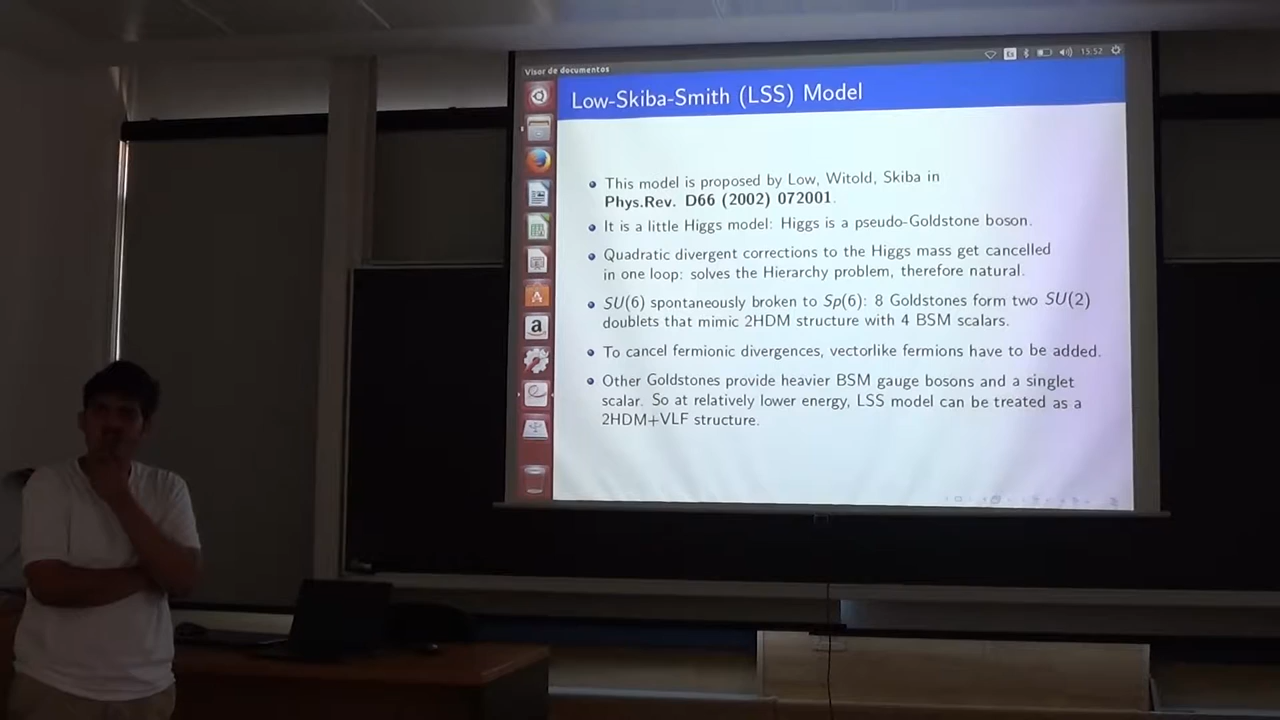 15:52
Visor de documentos
Low-Skiba-Smith (LSS) Model
This model is proposed by Low, Witold, Skiba in
Phys.Rev. D66 (2002) 072001.
It is a little Higgs model: Higgs is a pseudo-Goldstone boson.
Quadratic divergent corrections to the Higgs mass get cancelled
in one loop: solves the Hierarchy problem, therefore natural.
SU(6) spontaneously broken to Sp(6): 8 Goldstones form two SU(2)
doublets that mimic 2HDM structure with 4 BSM scalars.
To cancel fermionic divergences, vectorlike fermions have to be added.
Other Goldstones provide heavier BSM gauge bosons and a singlet
scalar. So at relatively lower energy, LSS model can be treated as a
2HDM+VLF structure.